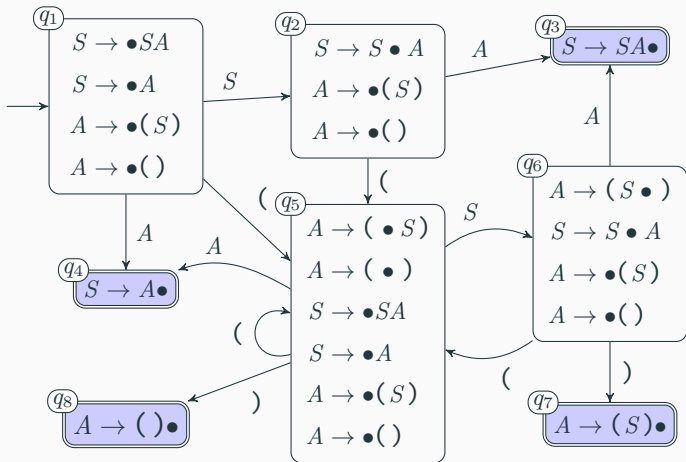 q1
S → •SA
S → •A
A → •(S)
A → •()
S
q2
S → S • A
A → •(S)
A → •()
A
q3
S → SA•
A
(
(
A
q4
S → A•
A
q5
A → (• S)
A → (•)
S → •SA
S → •A
A → •(S)
A → •()
(
)
S
q6
A → (S•)
S → S • A
A → •(S)
A → •()
(
)
q8
A → ()•
q7
A → (S)•